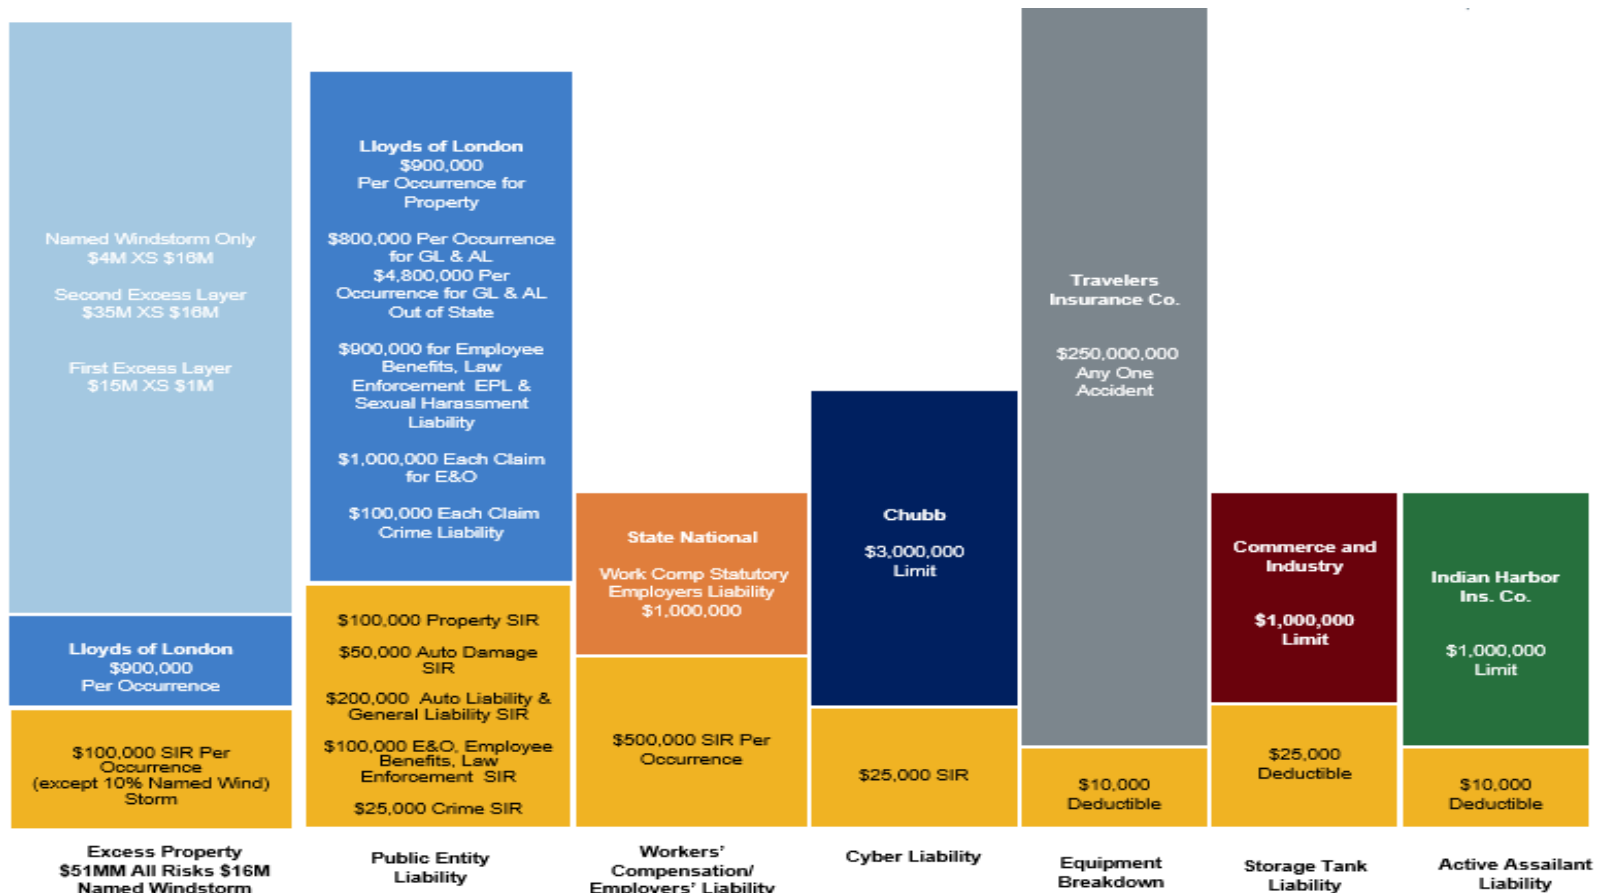 Named Windstorm Only
$4M XS $16M
Second Excess Layer
$35M XS $16M
First Excess Layer
$15M XS $1M
Lloyds of London
$900,000
Per Occurrence
$100,000 SIR Per
Occurrence
(except 10% Named Wind)
Storm
Excess Property
$51MM All Risks $16M
Named Windstorm
Lloyds of London
$900,000
Per Occurrence for
Property
$800,000 Per Occurrence
for GL & AL
$4,800,000 Per
Occurrence for GL & AL
Out of State
$900,000 for Employee
Benefits, Law
Enforcement EPL &
Sexual Harassment
Liability
$1,000,000 Each Claim
for E&O
$100,000 Each Claim
Crime Liability
$100,000 Property SIR
$50,000 Auto Damage
SIR
$200,000 Auto Liability &
General Liability SIR
$100,000 E&O, Employee
Benefits, Law
Enforcement SIR
$25,000 Crime SIR
Public Entity
Liability
State National
Work Comp Statutory
Employers Liability
$1,000,000
$500,000 SIR Per
Occurrence
Workers'
Compensation/
Employers' Liability
Chubb
$3,000,000
Limit
$25,000 SIR
Cyber Liability
Travelers
Insurance Co.
$250,000,000
Any One
Accident
$10,000
Deductible
Equipment
Breakdown
Commerce and
Industry
$1,000,000
Limit
$25,000
Deductible
Storage Tank
Liability
Indian Harbor
Ins. Co.
$1,000,000
Limit
$10,000
Deductible
Active Assailant
Liability